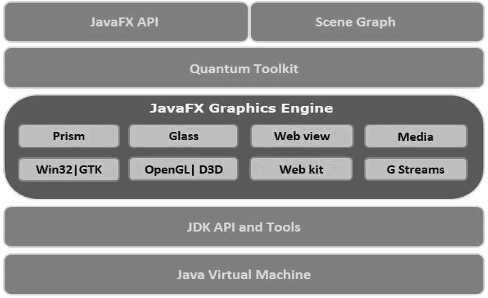 JavaFX API
Scene Graph
Quantum Toolkit
JavaFX Graphics Engine
Prism
Glass
Web view
Media
Win32|GTK
OpenGL| D3D
Web kit
G Streams
JDK API and Tools
Java Virtual Machine